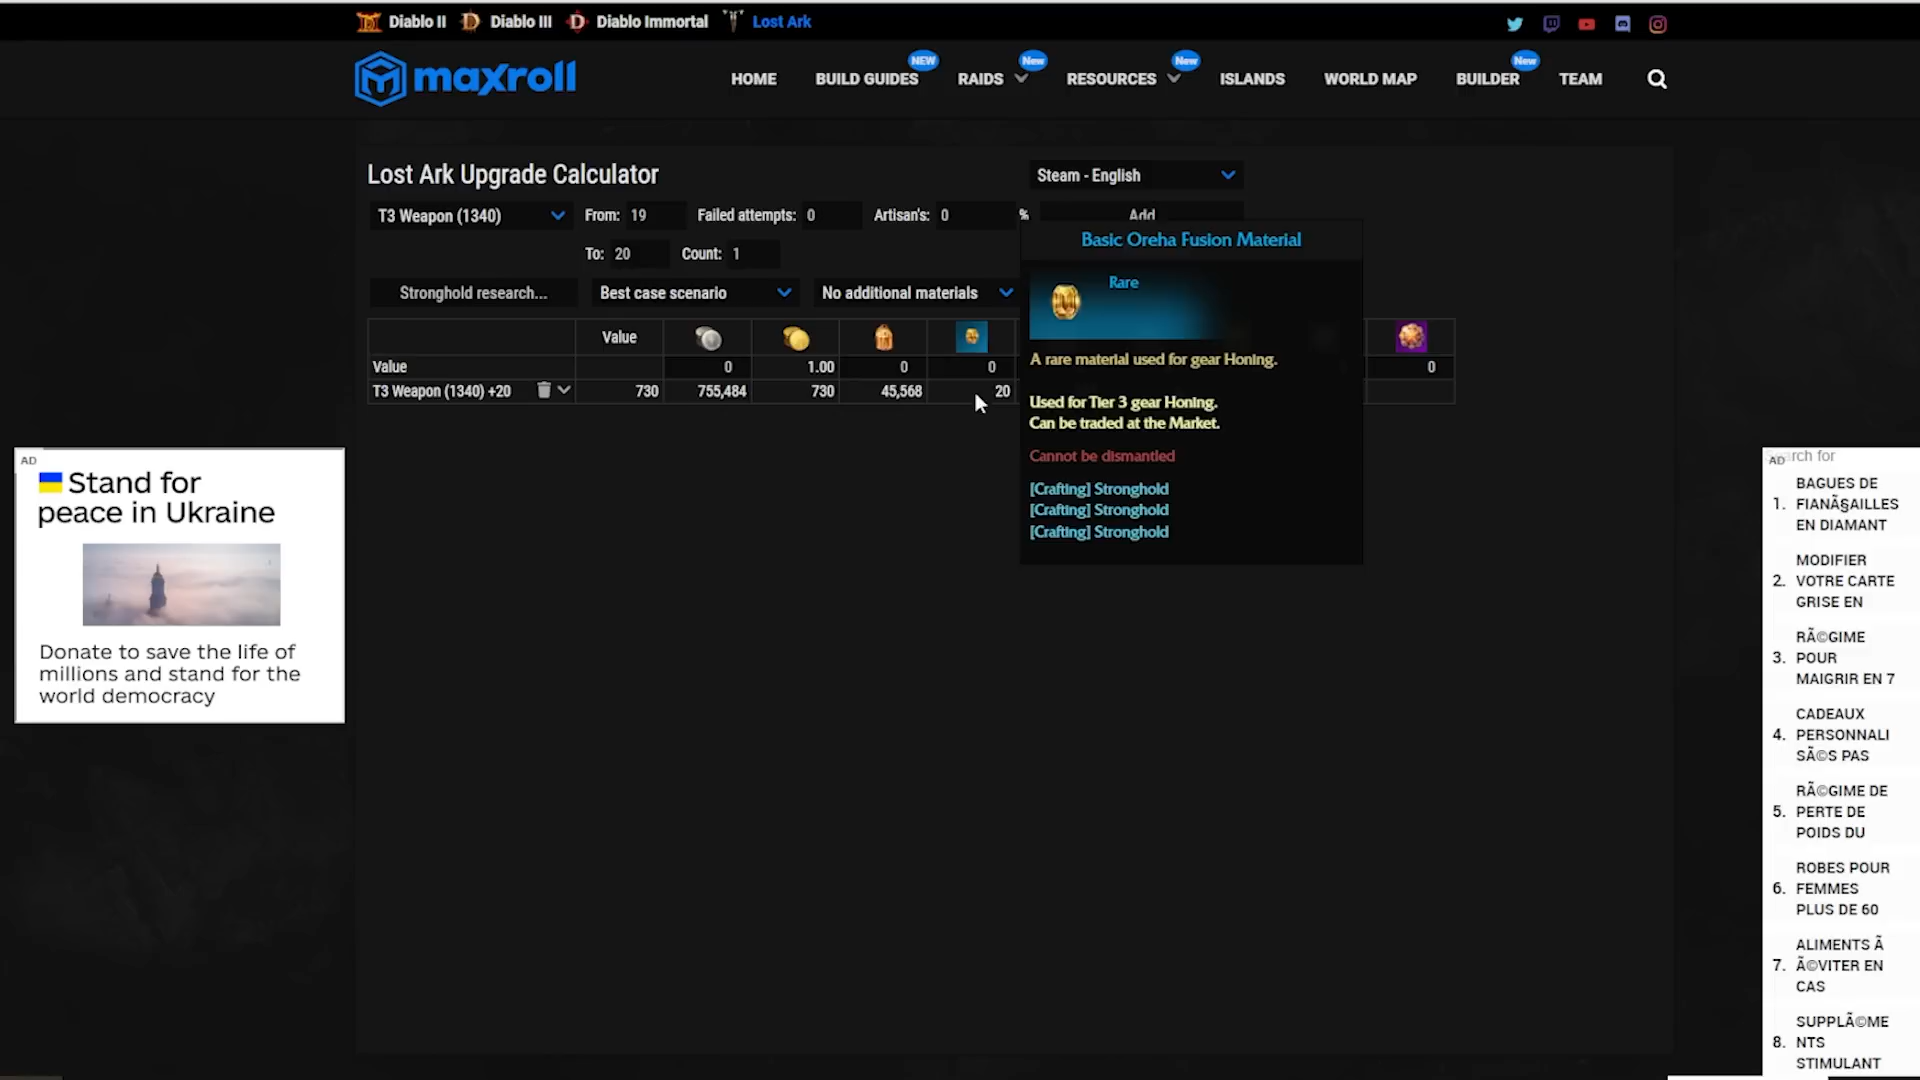 Diablo II Diablo III Diablo Immortal Lost Ark
maxroll
HOME BUILD GUIDES NEW RAIDS New RESOURCES New ISLANDS WORLD MAP BUILDER New TEAM
Lost Ark Upgrade Calculator
Steam - English
T3 Weapon (1340) From: 19 Failed attempts: 0 Artisan's: 0 % Add
To: 20 Count: 1
Stronghold research... Best case scenario No additional materials
Value
Value 0 1.00 0 0 0
T3 Weapon (1340) +20 730 755,484 730 45,568 20
Basic Oreha Fusion Material
Rare
A rare material used for gear Honing.
Used for Tier 3 gear Honing.
Can be traded at the Market.
Cannot be dismantled
[Crafting] Stronghold
[Crafting] Stronghold
[Crafting] Stronghold
AD
Stand for
peace in Ukraine
Donate to save the life of
millions and stand for the
world democracy
AD
rch for
1. BAGUES DE
FIANÃ§AILLES
EN DIAMANT
2. MODIFIER
VOTRE CARTE
GRISE EN
3. RÃ©GIME
POUR
MAIGRIR EN 7
4. CADEAUX
PERSONNALI
SÃ©S PAS
5. RÃ©GIME DE
PERTE DE
POIDS DU
6. ROBES POUR
FEMMES
PLUS DE 60
7. ALIMENTS Ã
Ã©VITER EN
CAS
8. SUPPLÃ©ME
NTS
STIMULANT